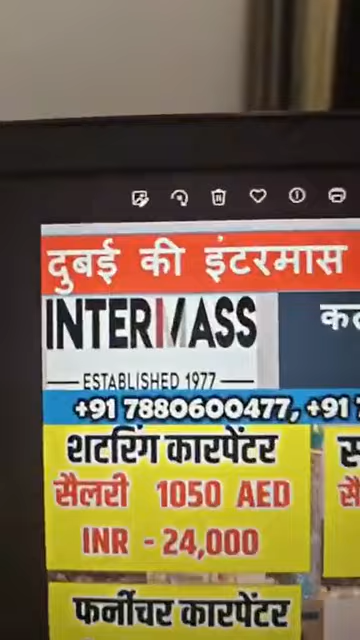 दुबई की इंटरमास
INTERMASS
ESTABLISHED 1977
+91 7880600477, +91
शटरिंग कारपेंटर
सैलरी 1050 AED
INR - 24,000
फर्नीचर कारपेंटर